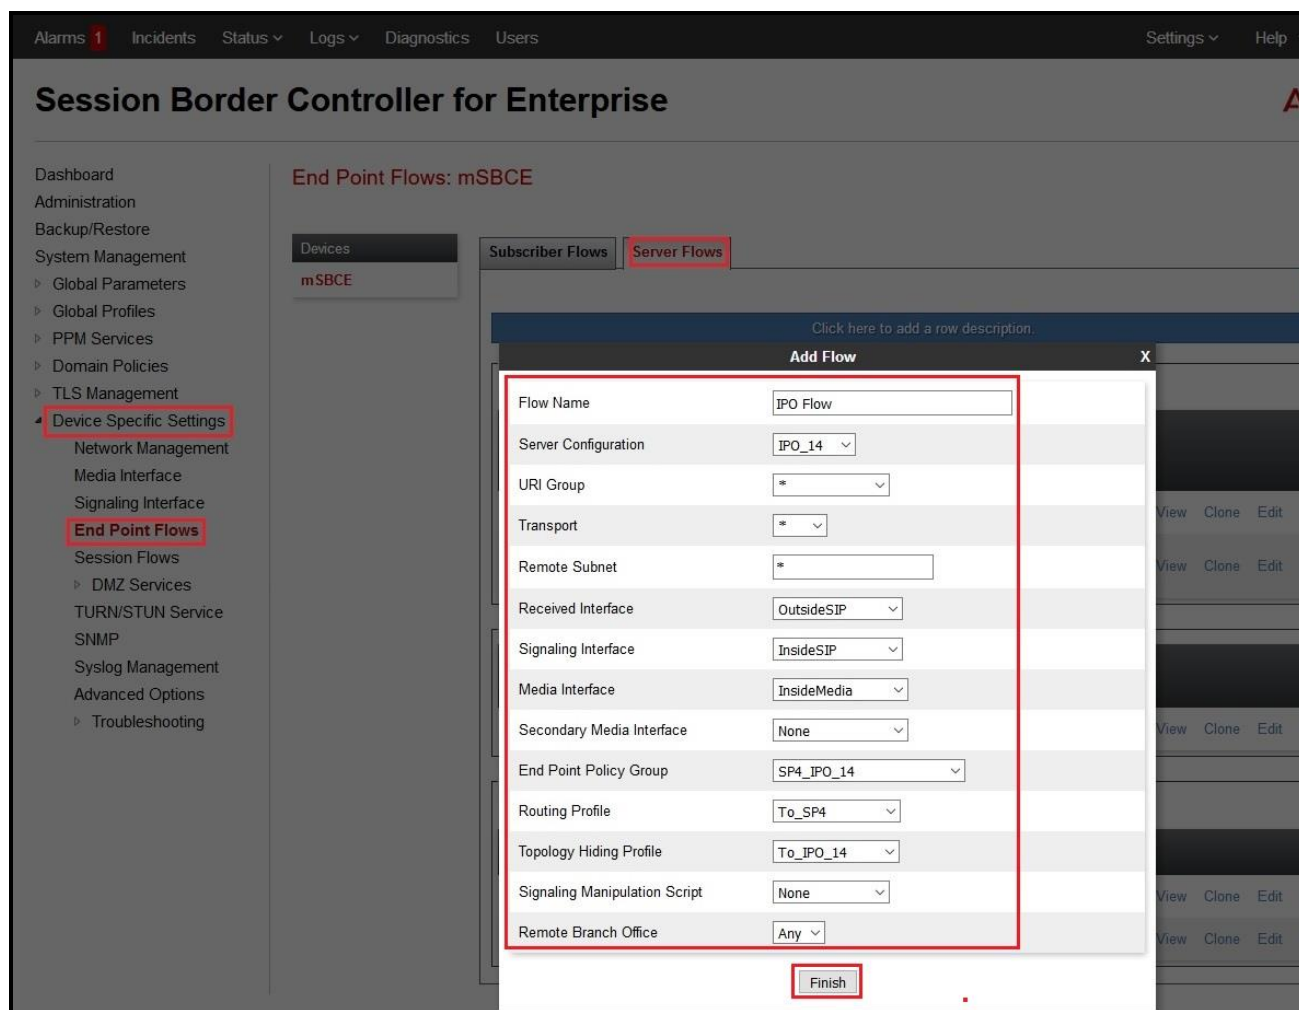 Alarms 1 Incidents Status Logs Diagnostics Users Settings Help
Session Border Controller for Enterprise A
Dashboard
Administration
Backup/Restore
System Management
Global Parameters
Global Profiles
PPM Services
Domain Policies
TLS Management
Device Specific Settings
Network Management
Media Interface
Signaling Interface
End Point Flows
Session Flows
DMZ Services
TURN/STUN Service
SNMP
Syslog Management
Advanced Options
Troubleshooting
End Point Flows: mSBCE
Devices
mSBCE
Subscriber Flows Server Flows
Click here to add a row description.
Add Flow X
Flow Name IPO Flow
Server Configuration IPO_14
URI Group *
Transport *
Remote Subnet *
Received Interface OutsideSIP
Signaling Interface InsideSIP
Media Interface InsideMedia
Secondary Media Interface None
End Point Policy Group SP4_IPO_14
Routing Profile To_SP4
Topology Hiding Profile To_IPO_14
Signaling Manipulation Script None
Remote Branch Office Any
Finish
View Clone Edit
View Clone Edit
View Clone Edit
View Clone Edit
View Clone Edit